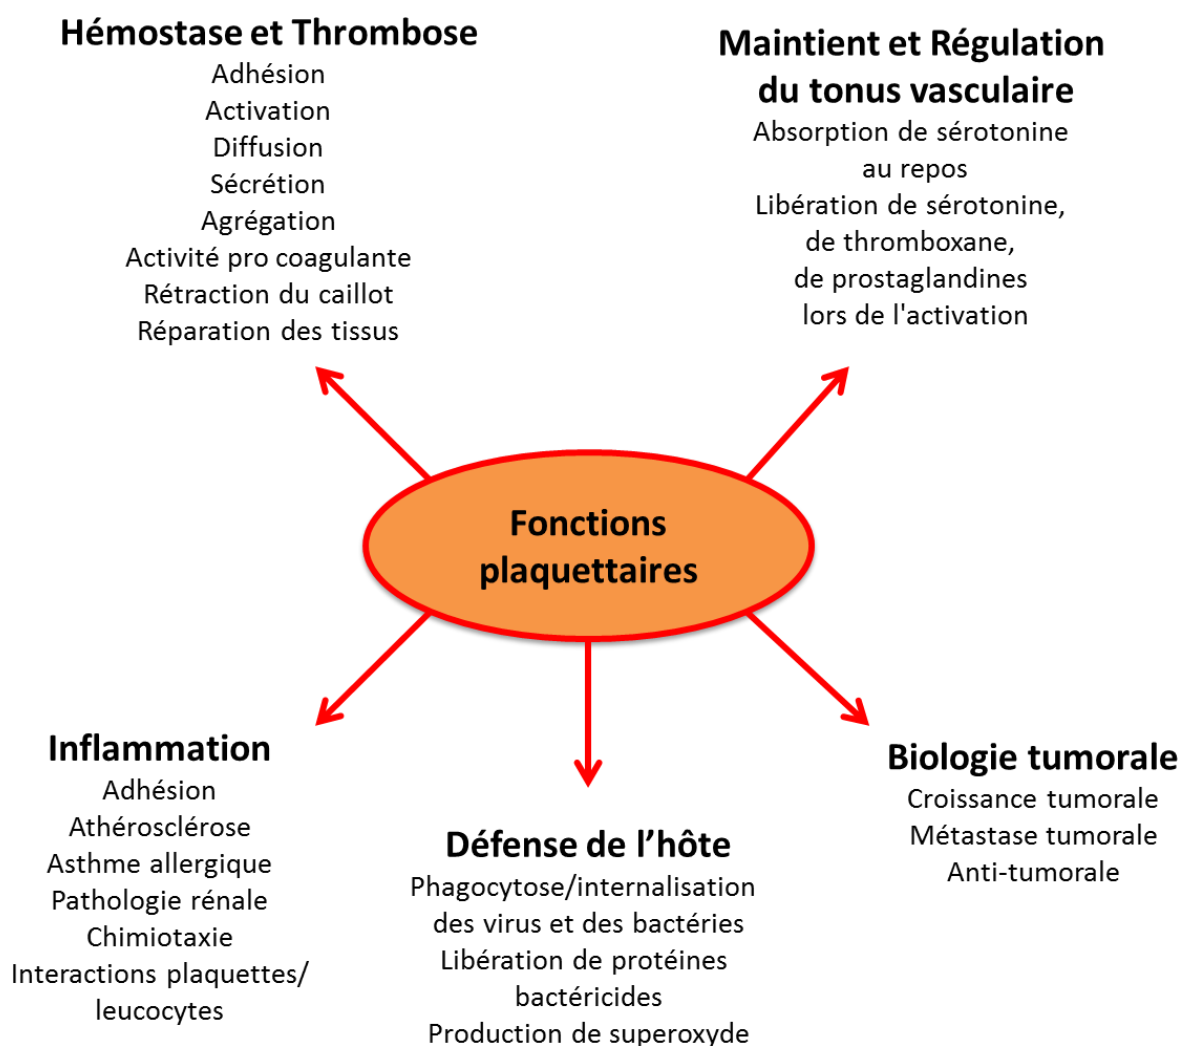 Hémostase et Thrombose
Adhésion
Activation
Diffusion
Sécrétion
Agrégation
Activité pro coagulante
Rétraction du caillot
Réparation des tissus
Maintient et Régulation
du tonus vasculaire
Absorption de sérotonine
au repos
Libération de sérotonine,
de thromboxane,
de prostaglandines
lors de l'activation
Fonctions
plaquettaires
Inflammation
Adhésion
Athérosclérose
Asthme allergique
Pathologie rénale
Chimiotaxie
Interactions plaquettes/
leucocytes
Défense de l’hôte
Phagocytose/internalisation
des virus et des bactéries
Libération de protéines
bactéricides
Production de superoxyde
Biologie tumorale
Croissance tumorale
Métastase tumorale
Anti-tumorale